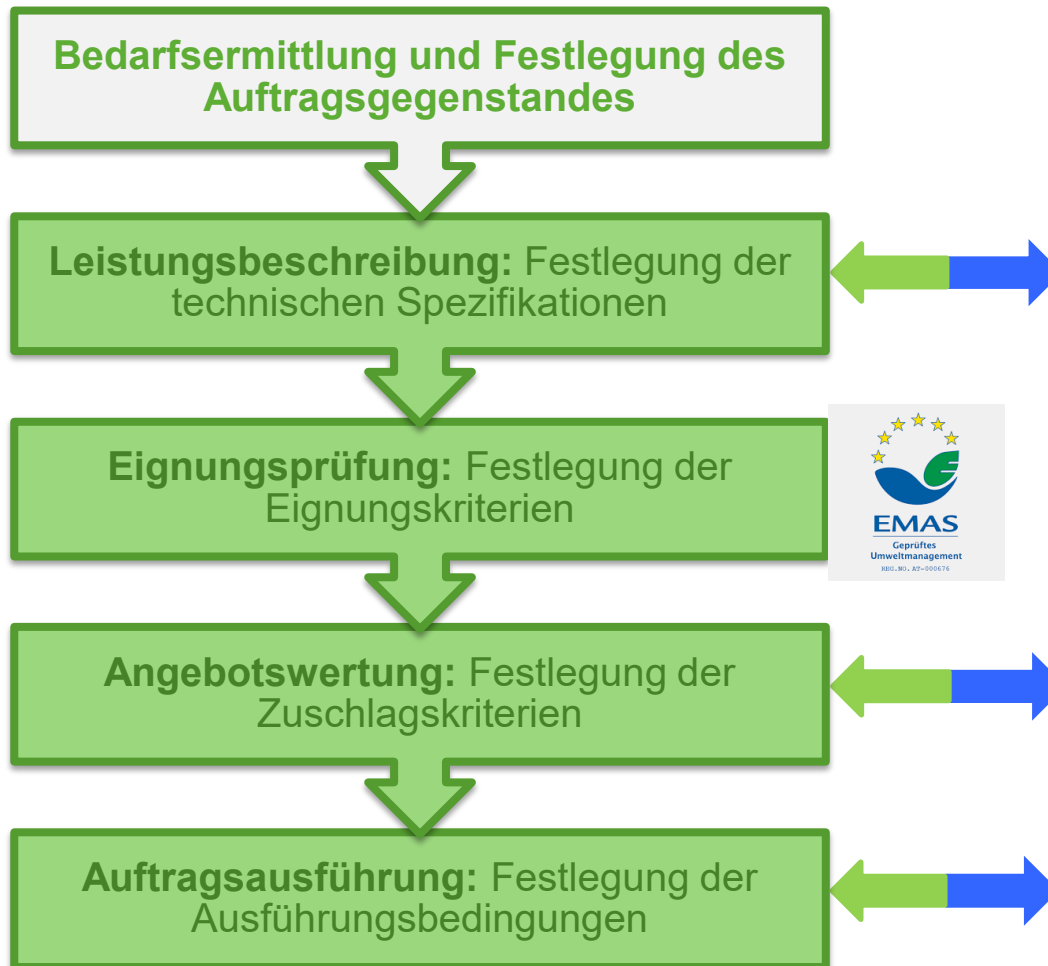 Bedarfsermittlung und Festlegung des
Auftragsgegenstandes
Leistungsbeschreibung: Festlegung der
technischen Spezifikationen
Eignungsprüfung: Festlegung der
Eignungskriterien
EMAS
Geprüftes
Umweltmanagement
REG.NO. AT-000676
Angebotswertung: Festlegung der
Zuschlagskriterien
Auftragsausführung: Festlegung der
Ausführungsbedingungen